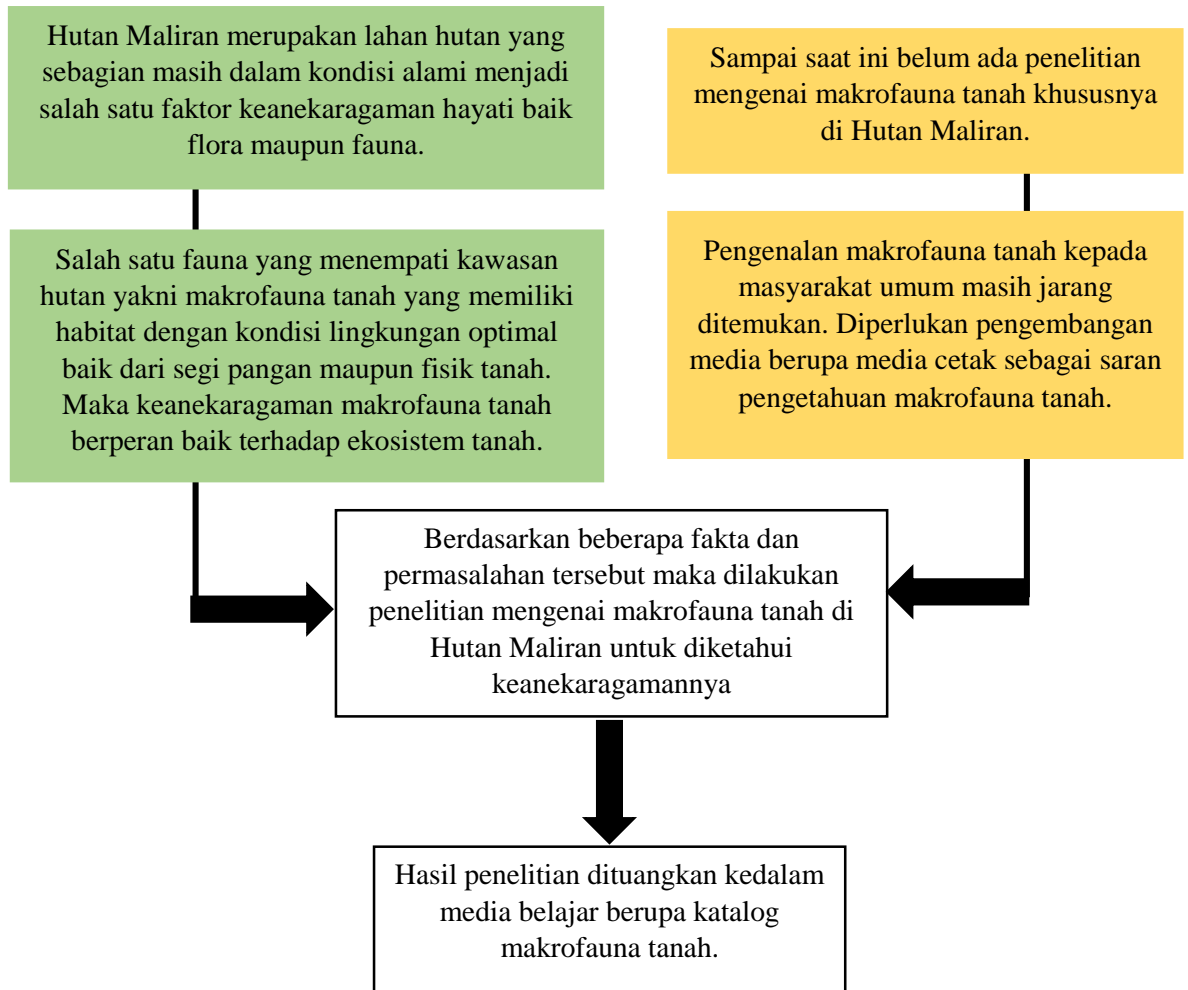 Hutan Maliran merupakan lahan hutan yang
sebagian masih dalam kondisi alami menjadi
salah satu faktor keanekaragaman hayati baik
flora maupun fauna.
Salah satu fauna yang menempati kawasan
hutan yakni makrofauna tanah yang memiliki
habitat dengan kondisi lingkungan optimal
baik dari segi pangan maupun fisik tanah.
Maka keanekaragaman makrofauna tanah
berperan baik terhadap ekosistem tanah.
Sampai saat ini belum ada penelitian
mengenai makrofauna tanah khususnya
di Hutan Maliran.
Pengenalan makrofauna tanah kepada
masyarakat umum masih jarang
ditemukan. Diperlukan pengembangan
media berupa media cetak sebagai saran
pengetahuan makrofauna tanah.
Berdasarkan beberapa fakta dan
permasalahan tersebut maka dilakukan
penelitian mengenai makrofauna tanah di
Hutan Maliran untuk diketahui
keanekaragamannya
Hasil penelitian dituangkan kedalam
media belajar berupa katalog
makrofauna tanah.